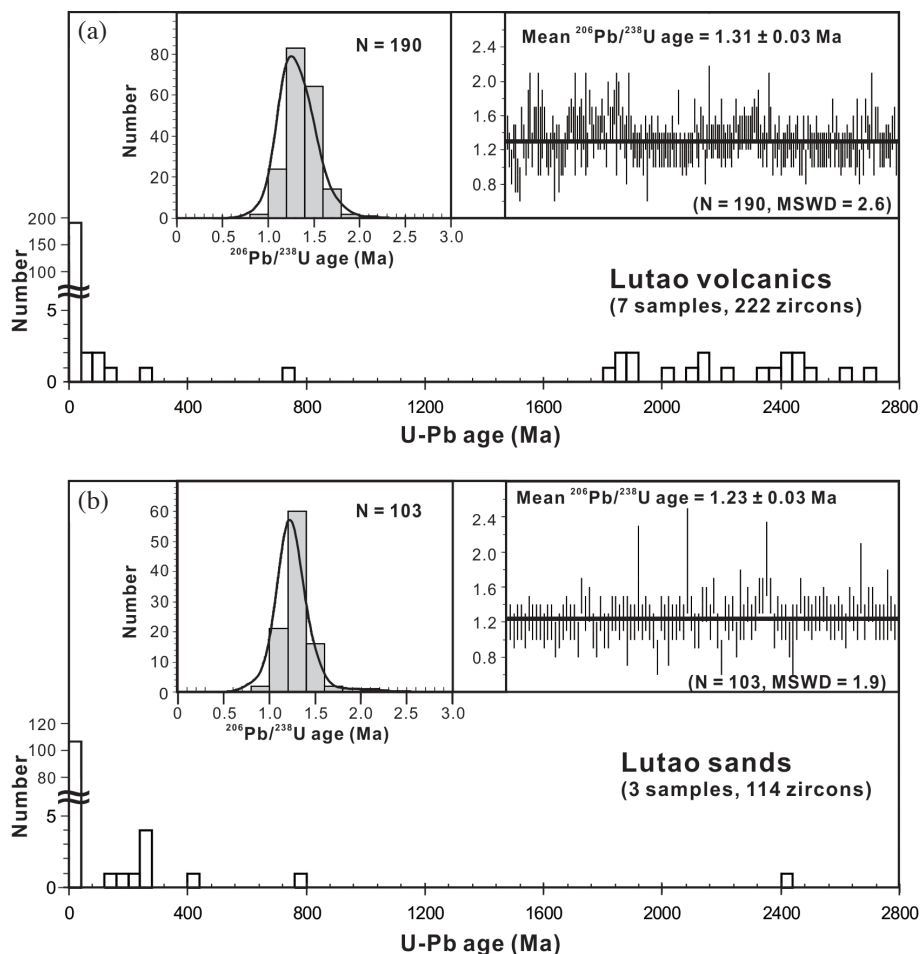 (a)
N = 190
Number
80
60
40
20
0
0 0.5 1.0 1.5 2.0 2.5 3.0
²⁰⁶Pb/²³⁸U age (Ma)
Mean ²⁰⁶Pb/²³⁸U age = 1.31 ± 0.03 Ma
2.4
2.0
1.6
1.2
0.8
(N = 190, MSWD = 2.6)
Number
200
150
100
5
0
Lutao volcanics
(7 samples, 222 zircons)
0 400 800 1200 1600 2000 2400 2800
U-Pb age (Ma)
(b)
N = 103
Number
60
50
40
30
20
10
0
0 0.5 1.0 1.5 2.0 2.5 3.0
²⁰⁶Pb/²³⁸U age (Ma)
Mean ²⁰⁶Pb/²³⁸U age = 1.23 ± 0.03 Ma
2.4
2.0
1.6
1.2
0.8
(N = 103, MSWD = 1.9)
Number
120
100
80
60
5
0
Lutao sands
(3 samples, 114 zircons)
0 400 800 1200 1600 2000 2400 2800
U-Pb age (Ma)